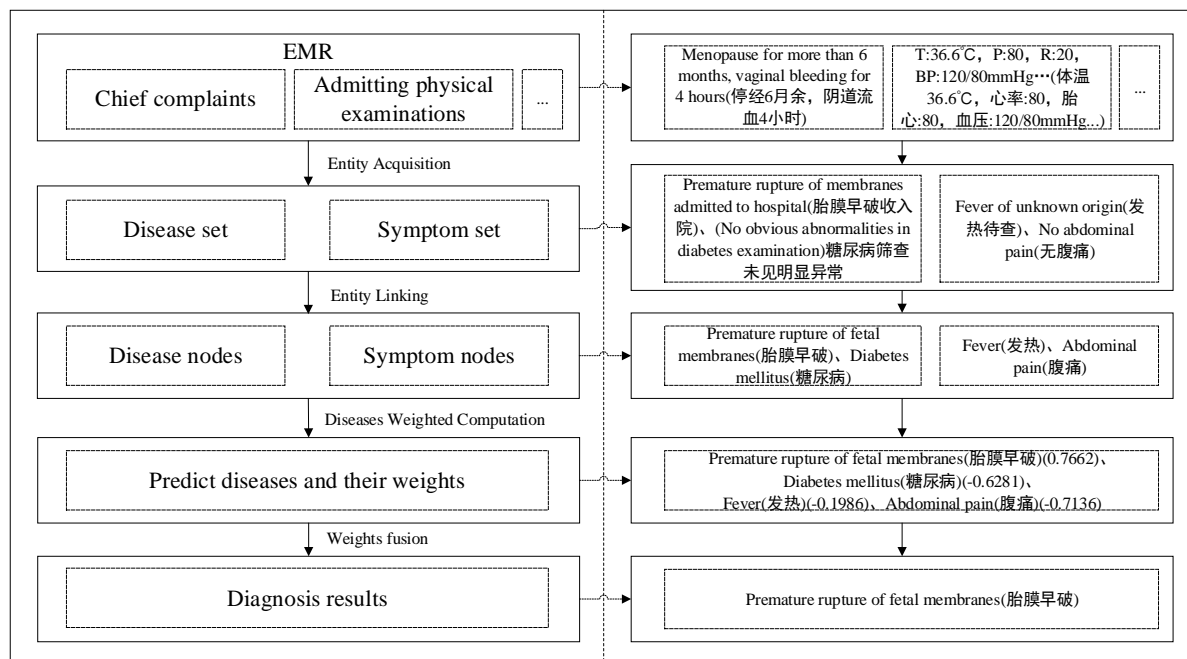 EMR
Chief complaints
Admitting physical
examinations
...
Entity Acquisition
Disease set
Symptom set
Entity Linking
Disease nodes
Symptom nodes
Diseases Weighted Computation
Predict diseases and their weights
Weights fusion
Diagnosis results
Menopause for more than 6
months, vaginal bleeding for
4 hours(停经6月余，阴道流
血4小时)
T:36.6℃，P:80，R:20，
BP:120/80mmHg…(体温
36.6℃，心率:80，胎
心:80，血压:120/80mmHg...)
...
Premature rupture of membranes
admitted to hospital(胎膜早破收入
院)、(No obvious abnormalities in
diabetes examination)糖尿病筛查
未见明显异常
Fever of unknown origin(发
热待查)、No abdominal
pain(无腹痛)
Premature rupture of fetal
membranes(胎膜早破)、Diabetes
mellitus(糖尿病)
Fever(发热)、Abdominal
pain(腹痛)
Premature rupture of fetal membranes(胎膜早破)(0.7662)、
Diabetes mellitus(糖尿病)(-0.6281)、
Fever(发热)(-0.1986)、Abdominal pain(腹痛)(-0.7136)
Premature rupture of fetal membranes(胎膜早破)